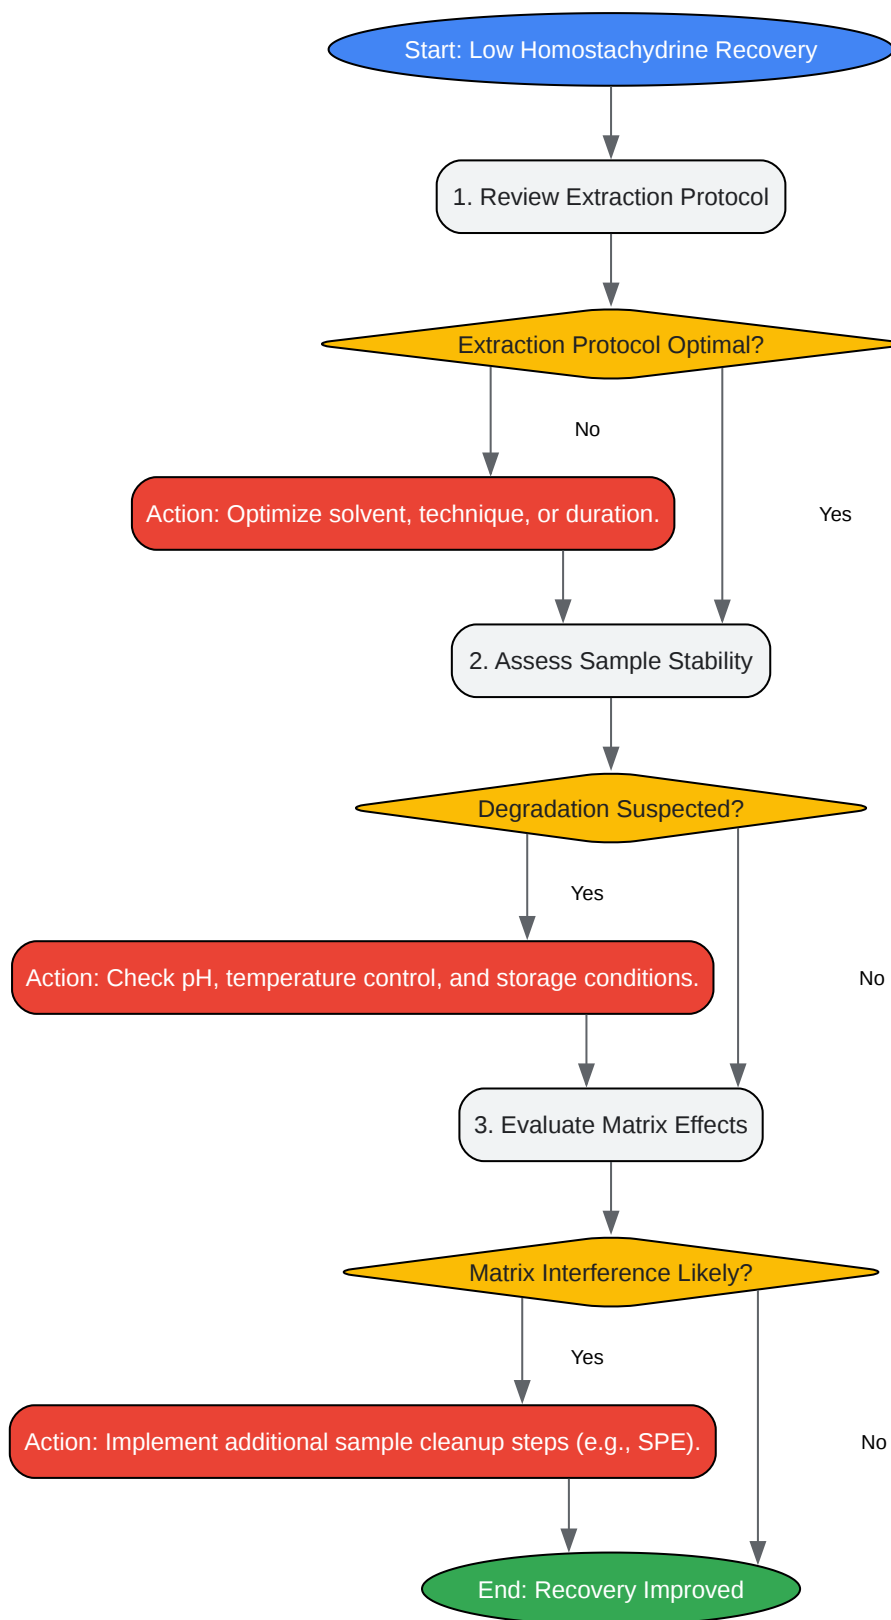 Start: Low Homostachydrine Recovery
1. Review Extraction Protocol
Extraction Protocol Optimal?
No
Action: Optimize solvent, technique, or duration.
Yes
2. Assess Sample Stability
Degradation Suspected?
Yes
Action: Check pH, temperature control, and storage conditions.
No
3. Evaluate Matrix Effects
Matrix Interference Likely?
Yes
Action: Implement additional sample cleanup steps (e.g., SPE).
No
End: Recovery Improved